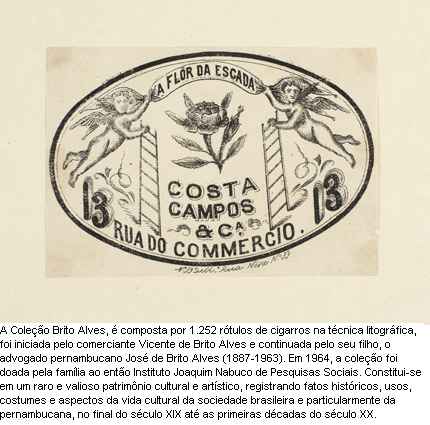 A FLÔR DA ESCADA
COSTA
CAMPOS
& Cª
13
13
RUA DO COMMERCIO.
A Coleção Brito Alves, é composta por 1.252 rótulos de cigarros na técnica litográfica,
foi iniciada pelo comerciante Vicente de Brito Alves e continuada pelo seu filho, o
advogado pernambucano José de Brito Alves (1887-1963). Em 1964, a coleção foi
doada pela família ao então Instituto Joaquim Nabuco de Pesquisas Sociais. Constitui-se
em um raro e valioso patrimônio cultural e artístico, registrando fatos históricos, usos,
costumes e aspectos da vida cultural da sociedade brasileira e particularmente da
pernambucana, no final do século XIX até as primeiras décadas do século XX.